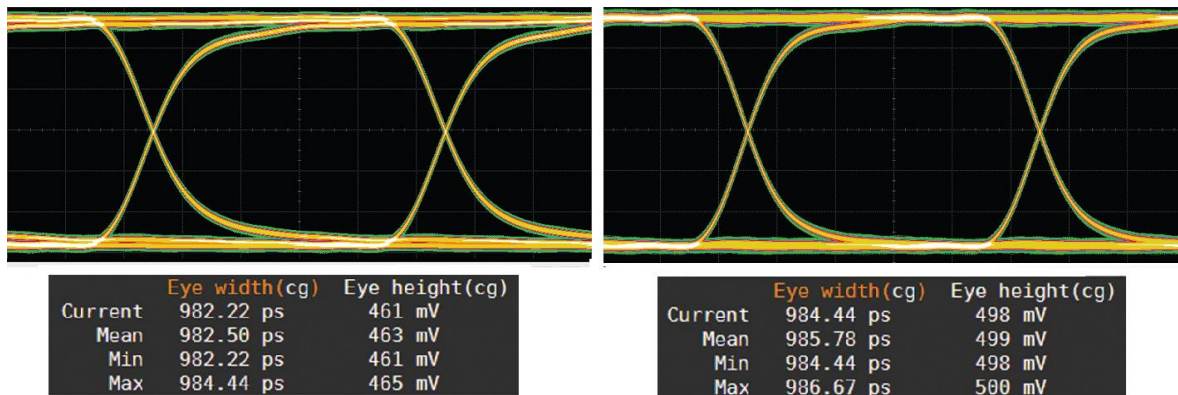 Eye width(cg) Eye height(cg)
Current 982.22 ps 461 mV
Mean 982.50 ps 463 mV
Min 982.22 ps 461 mV
Max 984.44 ps 465 mV
Eye width(cg) Eye height(cg)
Current 984.44 ps 498 mV
Mean 985.78 ps 499 mV
Min 984.44 ps 498 mV
Max 986.67 ps 500 mV